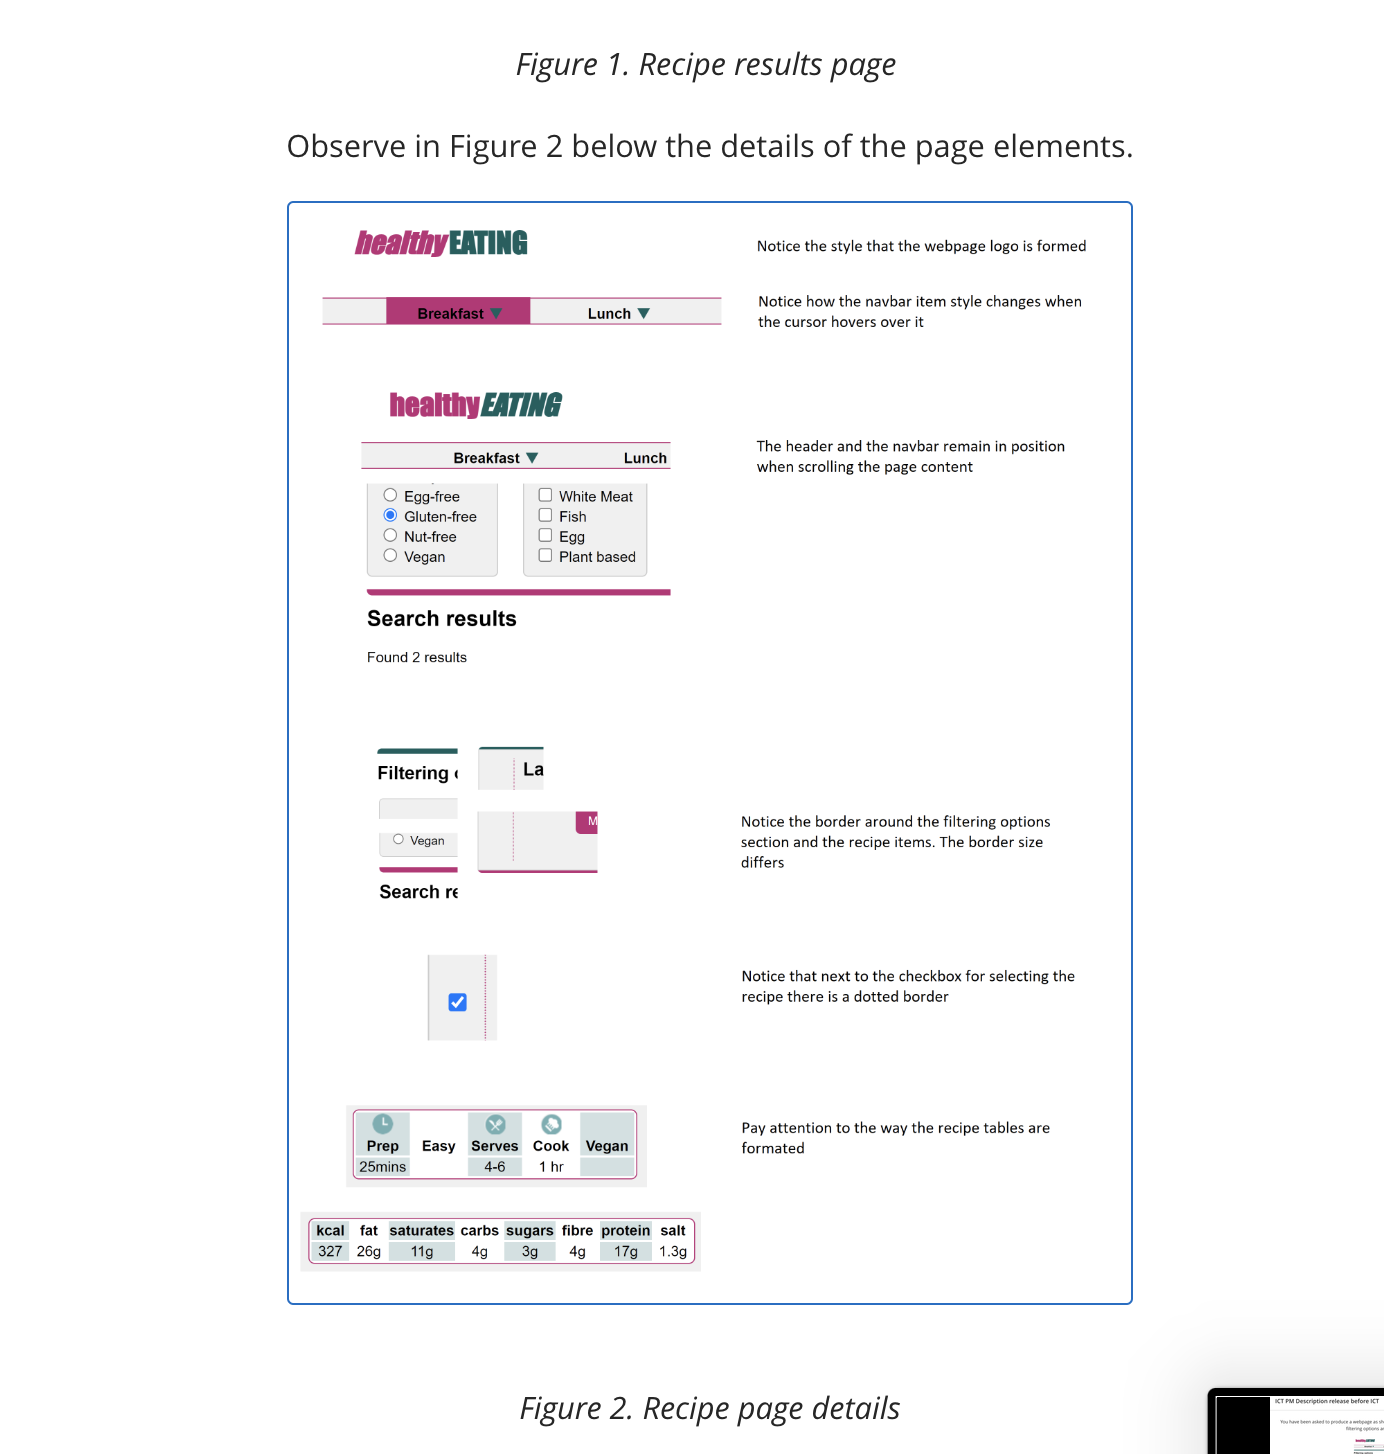 Figure 1. Recipe results page
Observe in Figure 2 below the details of the page elements.
healthyEATING
Notice the style that the webpage logo is formed
Breakfast ▼ Lunch ▼
Notice how the navbar item style changes when
the cursor hovers over it
healthyEATING
Breakfast ▼ Lunch
The header and the navbar remain in position
when scrolling the page content
Egg-free White Meat
Gluten-free Fish
Nut-free Egg
Vegan Plant based
Search results
Found 2 results
Filtering
La
M
Vegan
Search re
Notice the border around the filtering options
section and the recipe items. The border size
differs
Notice that next to the checkbox for selecting the
recipe there is a dotted border
Prep Easy Serves Cook Vegan
25mins 4-6 1 hr
Pay attention to the way the recipe tables are
formated
kcal fat saturates carbs sugars fibre protein salt
327 26g 11g 4g 3g 4g 17g 1.3g
Figure 2. Recipe page details
ICT PM Description release before ICT
You have been asked to produce a webpage as sh
filtering options a